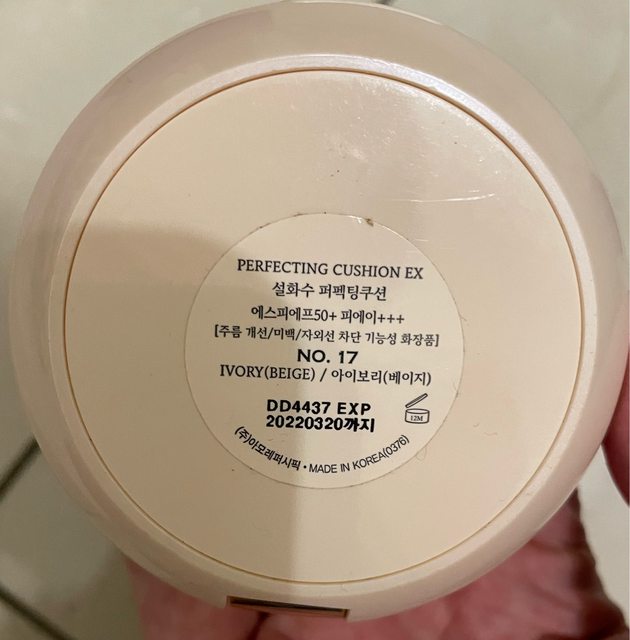 PERFECTING CUSHION EX
설화수 퍼펙팅쿠션
에스피에프50+ 피에이+++
[주름 개선/미백/자외선 차단 기능성 화장품]
NO. 17
IVORY(BEIGE) / 아이보리(베이지)
DD4437 EXP
20220320까지
12M
(주)아모레퍼시픽 • MADE IN KOREA(0376)